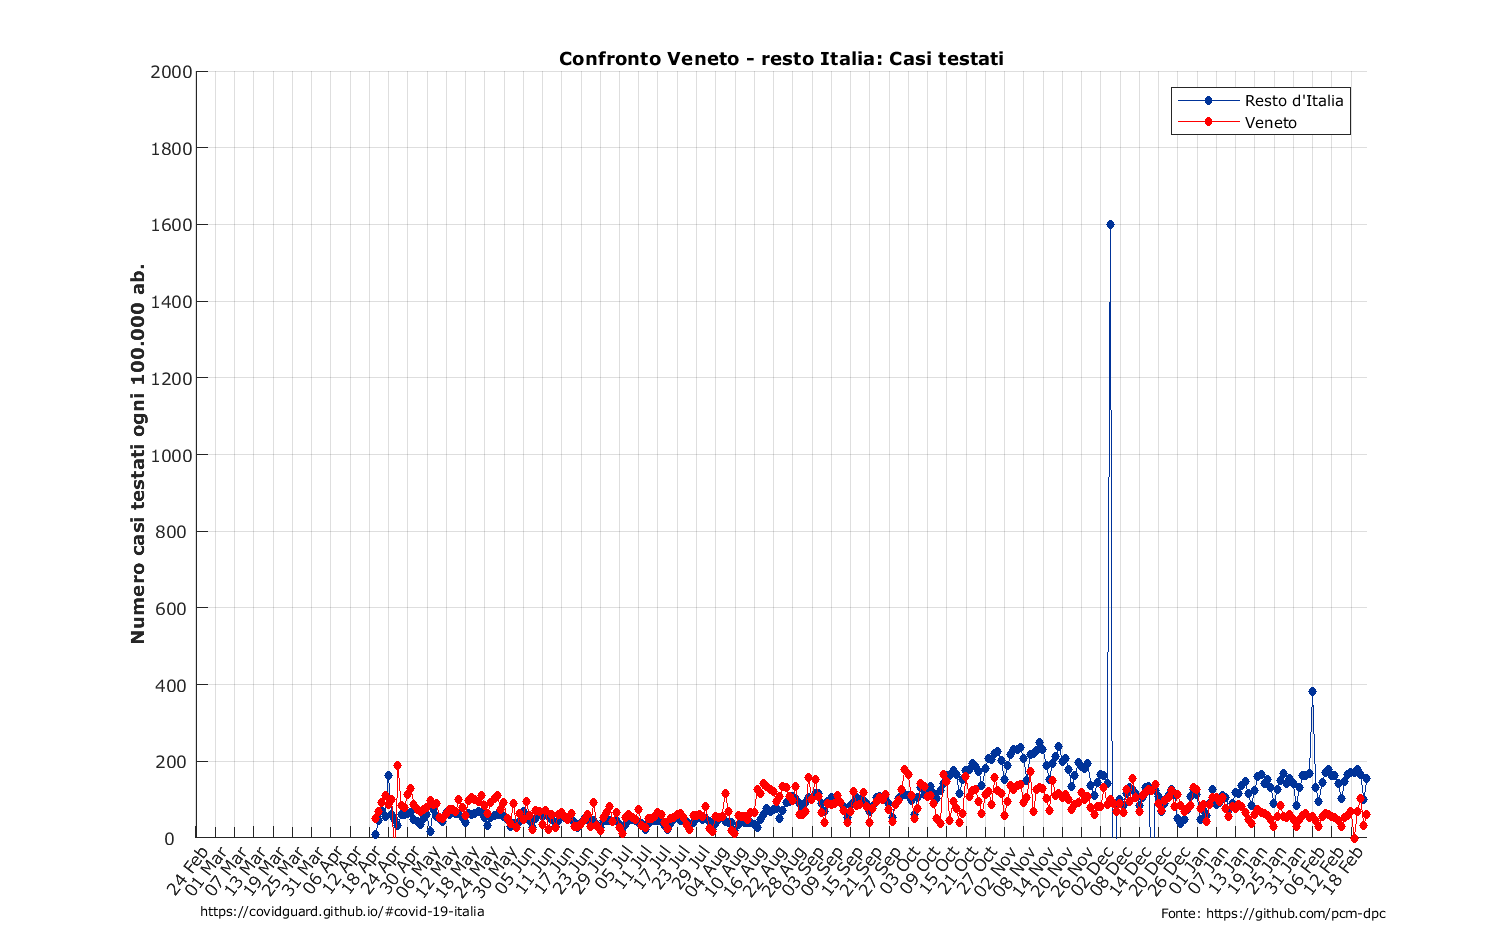 Confronto Veneto - resto Italia: Casi testati
Resto d'Italia
Veneto
Numero casi testati ogni 100.000 ab.
2000
1800
1600
1400
1200
1000
800
600
400
200
0
24 Feb
01 Mar
07 Mar
13 Mar
19 Mar
25 Mar
31 Mar
06 Apr
12 Apr
18 Apr
24 Apr
30 Apr
06 May
12 May
18 May
24 May
30 May
05 Jun
11 Jun
17 Jun
23 Jun
29 Jun
05 Jul
11 Jul
17 Jul
23 Jul
29 Jul
04 Aug
10 Aug
16 Aug
22 Aug
28 Aug
03 Sep
09 Sep
15 Sep
21 Sep
27 Sep
03 Oct
09 Oct
15 Oct
21 Oct
27 Oct
02 Nov
08 Nov
14 Nov
20 Nov
26 Nov
02 Dec
08 Dec
14 Dec
20 Dec
26 Dec
01 Jan
07 Jan
13 Jan
19 Jan
25 Jan
31 Jan
06 Feb
12 Feb
18 Feb
https://covidguard.github.io/#covid-19-italia
Fonte: https://github.com/pcm-dpc